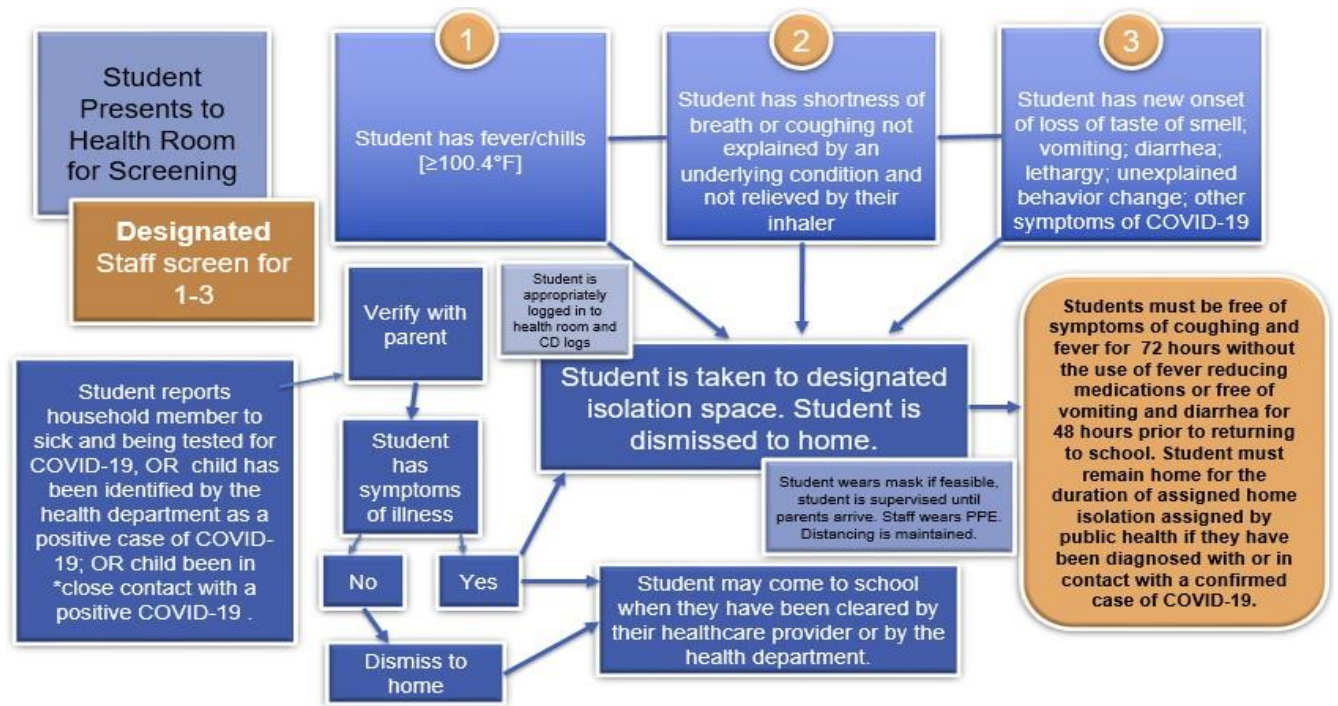 Student
Presents to
Health Room
for Screening
Designated
Staff screen for
1-3
1
Student has fever/chills
[≥100.4°F]
2
Student has shortness of
breath or coughing not
explained by an
underlying condition and
not relieved by their
inhaler
3
Student has new onset
of loss of taste of smell;
vomiting; diarrhea;
lethargy; unexplained
behavior change; other
symptoms of COVID-19
Student reports
household member to
sick and being tested for
COVID-19, OR child has
been identified by the
health department as a
positive case of COVID-
19; OR child been in
*close contact with a
positive COVID-19 .
Verify with
parent
Student
has
symptoms
of illness
No
Yes
Dismiss to
home
Student is
appropriately
logged in to
health room and
CD logs
Student is taken to designated
isolation space. Student is
dismissed to home.
Student wears mask if feasible,
student is supervised until
parents arrive. Staff wears PPE.
Distancing is maintained.
Student may come to school
when they have been cleared by
their healthcare provider or by the
health department.
Students must be free of
symptoms of coughing and
fever for 72 hours without
the use of fever reducing
medications or free of
vomiting and diarrhea for
48 hours prior to returning
to school. Student must
remain home for the
duration of assigned home
isolation assigned by
public health if they have
been diagnosed with or in
contact with a confirmed
case of COVID-19.